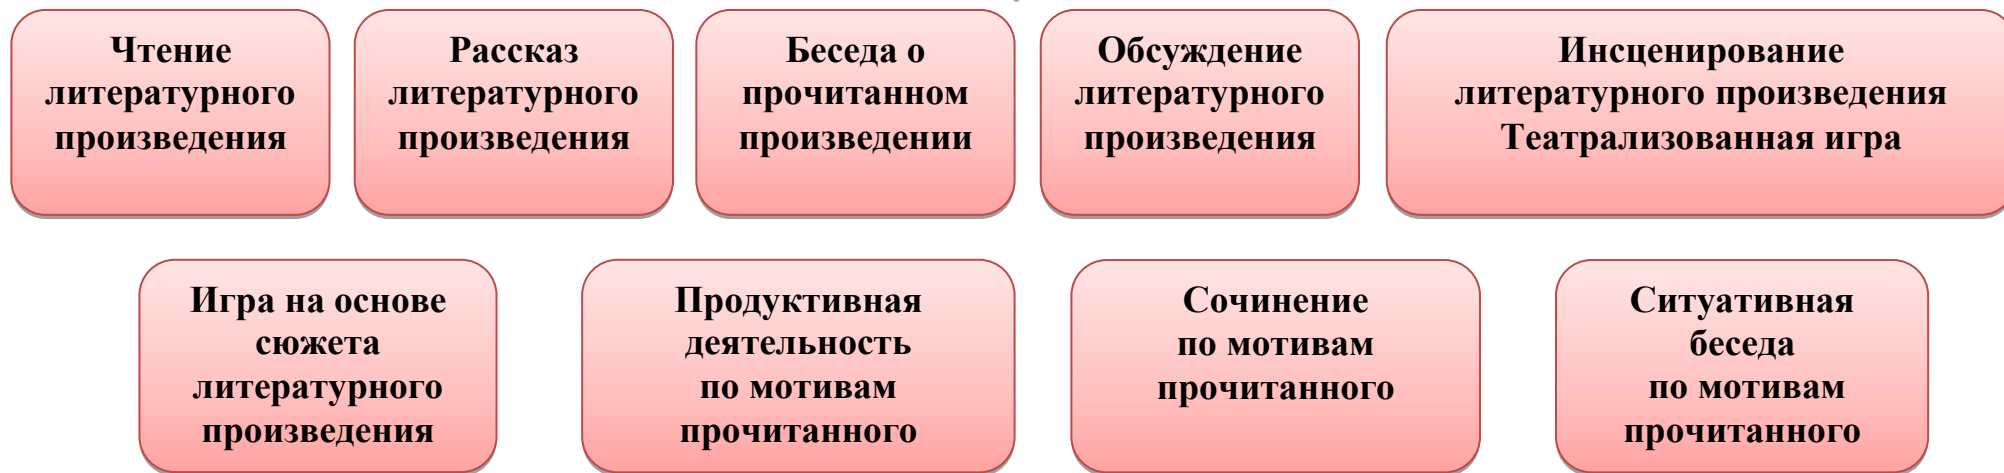 Чтение
литературного
произведения
Рассказ
литературного
произведения
Беседа о
прочитанном
произведении
Обсуждение
литературного
произведения
Инсценирование
литературного произведения
Театрализованная игра
Игра на основе
сюжета
литературного
произведения
Продуктивная
деятельность
по мотивам
прочитанного
Сочинение
по мотивам
прочитанного
Ситуативная
беседа
по мотивам
прочитанного